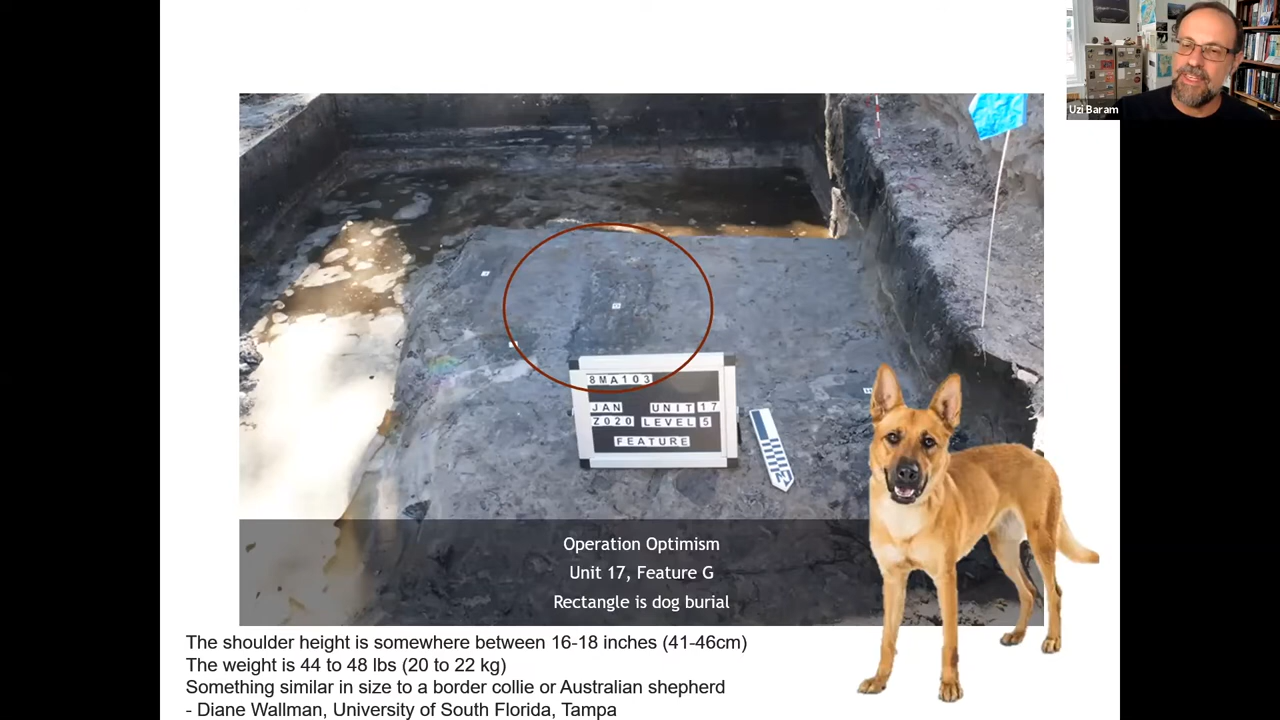 Uzi Baram
8MA103
JAN UNIT 17
2020 LEVEL 5
FEATURE
N
Operation Optimism
Unit 17, Feature G
Rectangle is dog burial
The shoulder height is somewhere between 16-18 inches (41-46cm)
The weight is 44 to 48 lbs (20 to 22 kg)
Something similar in size to a border collie or Australian shepherd
- Diane Wallman, University of South Florida, Tampa